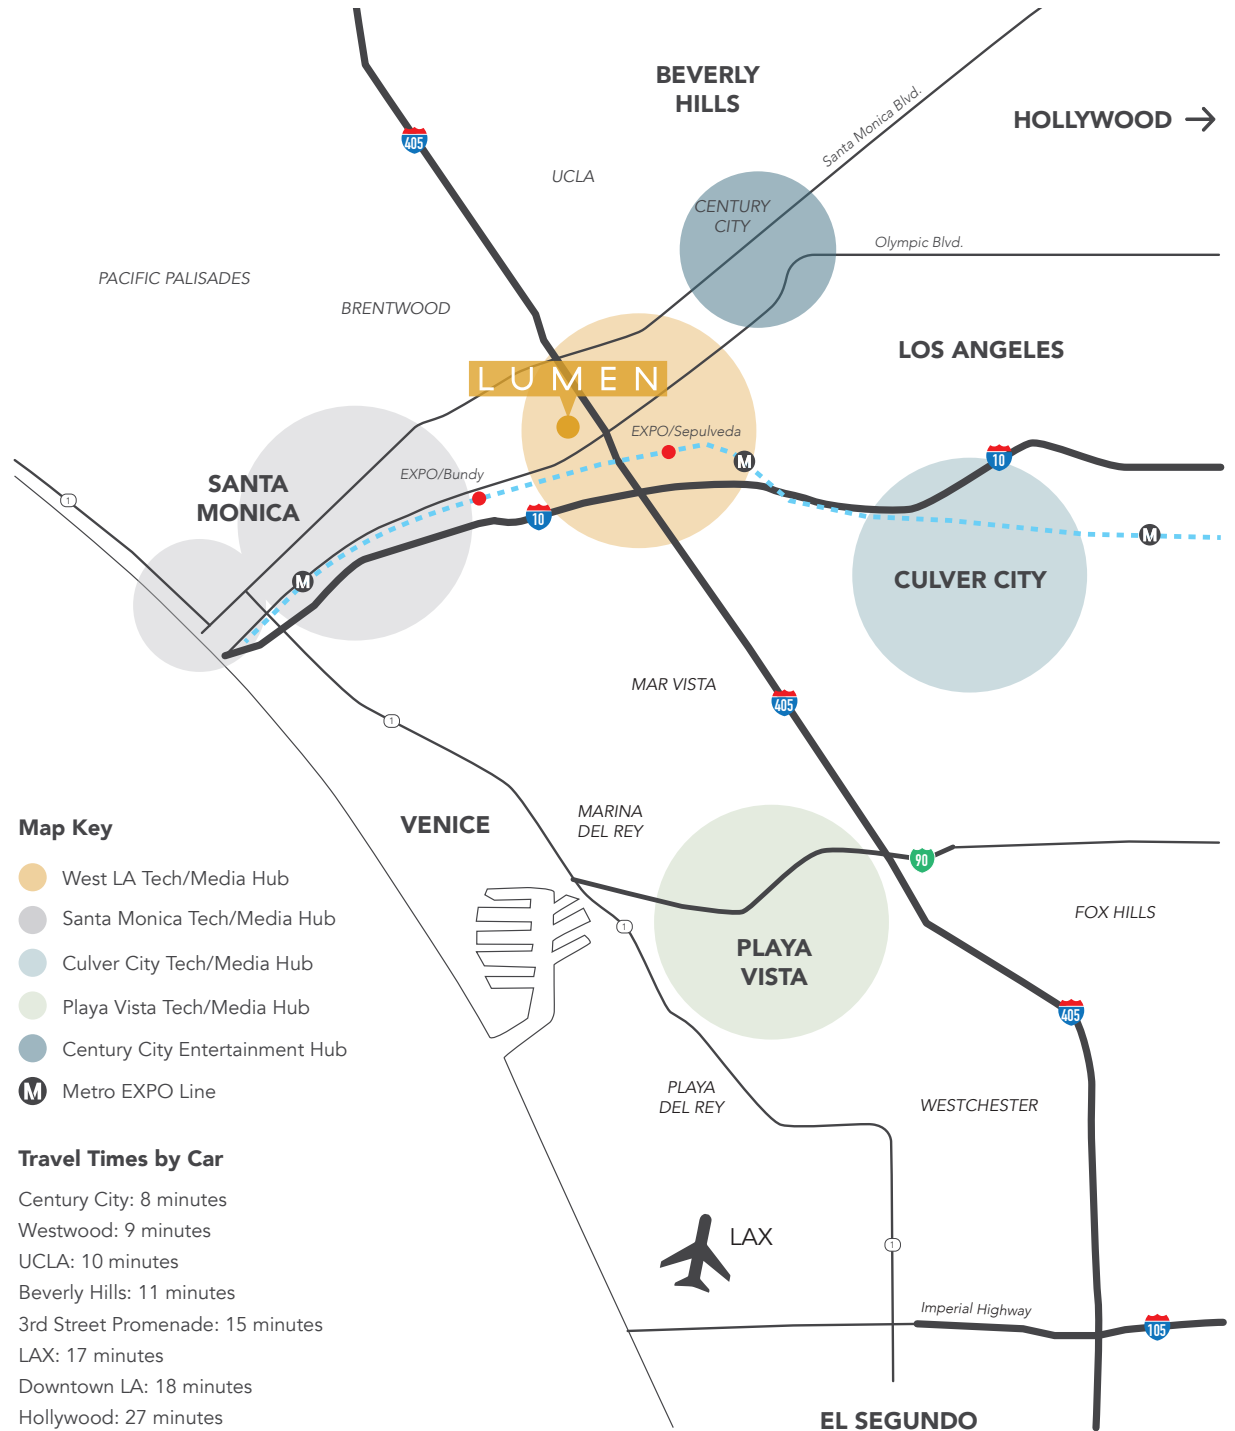 BEVERLY
HILLS
HOLLYWOOD
Santa Monica Blvd.
405
UCLA
CENTURY
CITY
Olympic Blvd.
PACIFIC PALISADES
BRENTWOOD
LOS ANGELES
LUMEN
EXPO/Sepulveda
M
10
EXPO/Bundy
SANTA
MONICA
1
10
M
M
CULVER CITY
MAR VISTA
405
1
MARINA
DEL REY
VENICE
90
FOX HILLS
1
PLAYA
VISTA
405
PLAYA
DEL REY
WESTCHESTER
LAX
1
Imperial Highway
105
EL SEGUNDO
Map Key
West LA Tech/Media Hub
Santa Monica Tech/Media Hub
Culver City Tech/Media Hub
Playa Vista Tech/Media Hub
Century City Entertainment Hub
M Metro EXPO Line
Travel Times by Car
Century City: 8 minutes
Westwood: 9 minutes
UCLA: 10 minutes
Beverly Hills: 11 minutes
3rd Street Promenade: 15 minutes
LAX: 17 minutes
Downtown LA: 18 minutes
Hollywood: 27 minutes